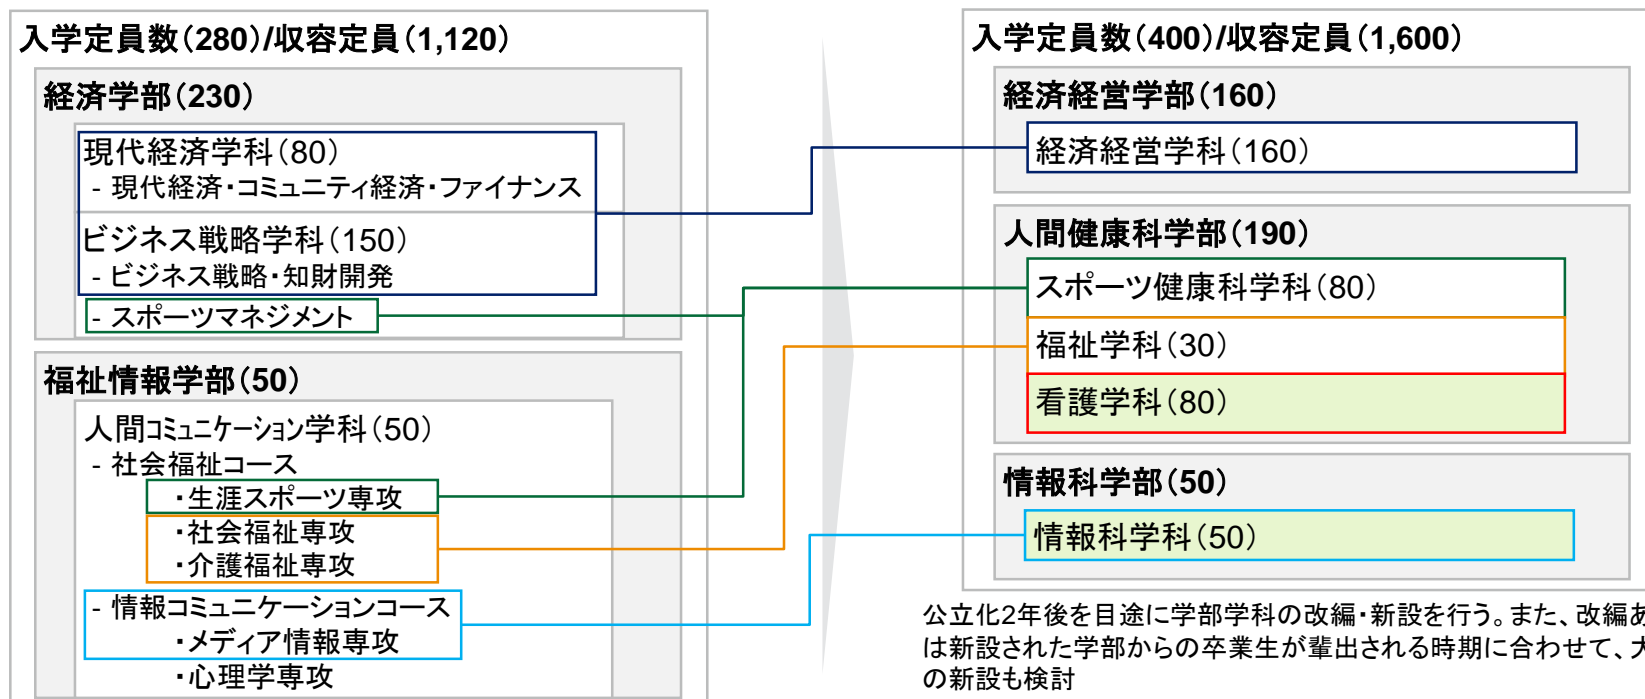 入学定員数(280)/収容定員(1,120)
経済学部(230)
現代経済学科(80)
- 現代経済・コミュニティ経済・ファイナンス
ビジネス戦略学科(150)
- ビジネス戦略・知財開発
- スポーツマネジメント
福祉情報学部(50)
人間コミュニケーション学科(50)
- 社会福祉コース
・生涯スポーツ専攻
・社会福祉専攻
・介護福祉専攻
- 情報コミュニケーションコース
・メディア情報専攻
・心理学専攻
入学定員数(400)/収容定員(1,600)
経済経営学部(160)
経済経営学科(160)
人間健康科学部(190)
スポーツ健康科学科(80)
福祉学科(30)
看護学科(80)
情報科学部(50)
情報科学科(50)
公立化2年後を目途に学部学科の改編・新設を行う。また、改編あ
は新設された学部からの卒業生が輩出される時期に合わせて、大
の新設も検討